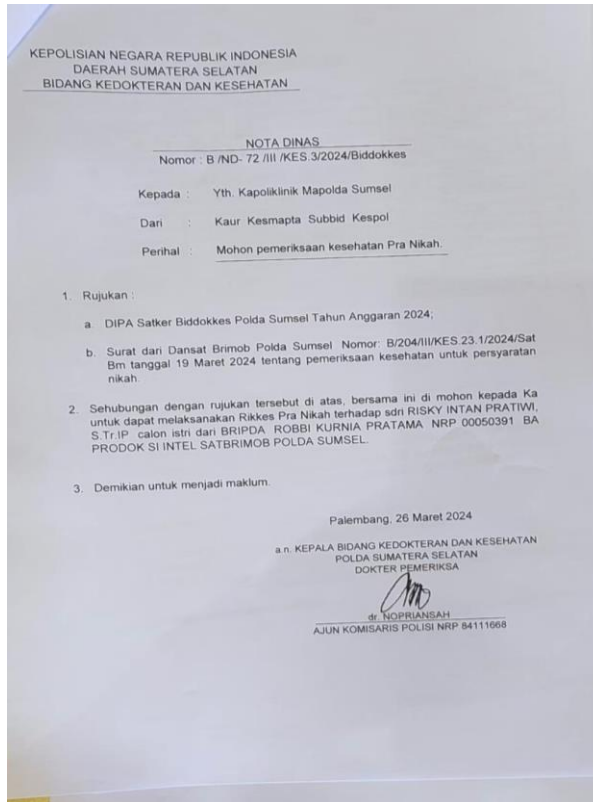 KEPOLISIAN NEGARA REPUBLIK INDONESIA
DAERAH SUMATERA SELATAN
BIDANG KEDOKTERAN DAN KESEHATAN
NOTA DINAS
Nomor : B /ND- 72 /III /KES.3/2024/Biddokkes
Kepada : Yth. Kapoliklinik Mapolda Sumsel
Dari : Kaur Kesmapta Subbid Kespol
Perihal : Mohon pemeriksaan kesehatan Pra Nikah.
1. Rujukan :
a. DIPA Satker Biddokkes Polda Sumsel Tahun Anggaran 2024;
b. Surat dari Dansat Brimob Polda Sumsel Nomor: B/204/III/KES.23.1/2024/Sat
Bm tanggal 19 Maret 2024 tentang pemeriksaan kesehatan untuk persyaratan
nikah.
2. Sehubungan dengan rujukan tersebut di atas, bersama ini di mohon kepada Ka
untuk dapat melaksanakan Rikkes Pra Nikah terhadap sdri RISKY INTAN PRATIWI,
S.Tr.IP calon istri dari BRIPDA ROBBI KURNIA PRATAMA NRP 00050391 BA
PRODOK SI INTEL SATBRIMOB POLDA SUMSEL.
3. Demikian untuk menjadi maklum.
Palembang, 26 Maret 2024
a.n. KEPALA BIDANG KEDOKTERAN DAN KESEHATAN
POLDA SUMATERA SELATAN
DOKTER PEMERIKSA
dr. NOPRIANSAH
AJUN KOMISARIS POLISI NRP 84111668